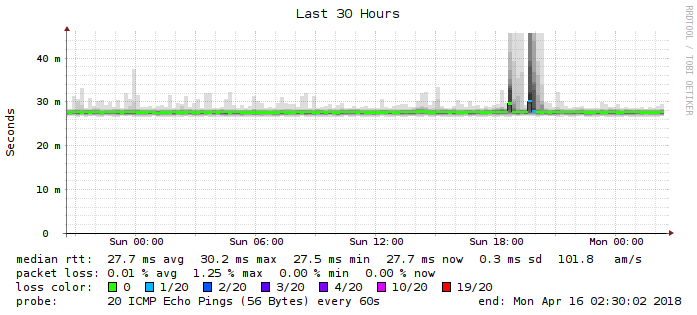 Last 30 Hours
RRDTOOL / TOBI OETIKER
Seconds
40 m
30 m
20 m
10 m
0
Sun 00:00 Sun 06:00 Sun 12:00 Sun 18:00 Mon 00:00
median rtt: 27.7 ms avg 30.2 ms max 27.5 ms min 27.7 ms now 0.3 ms sd 101.8 am/s
packet loss: 0.01 % avg 1.25 % max 0.00 % min 0.00 % now
loss color: 0 1/20 2/20 3/20 4/20 10/20 19/20
probe: 20 ICMP Echo Pings (56 Bytes) every 60s end: Mon Apr 16 02:30:02 2018